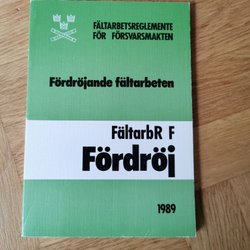 FÄLTARBETSREGLEMENTE
FÖR FÖRSVARSMAKTEN
Fördröjande fältarbeten
FältarbR F
Fördröj
1989